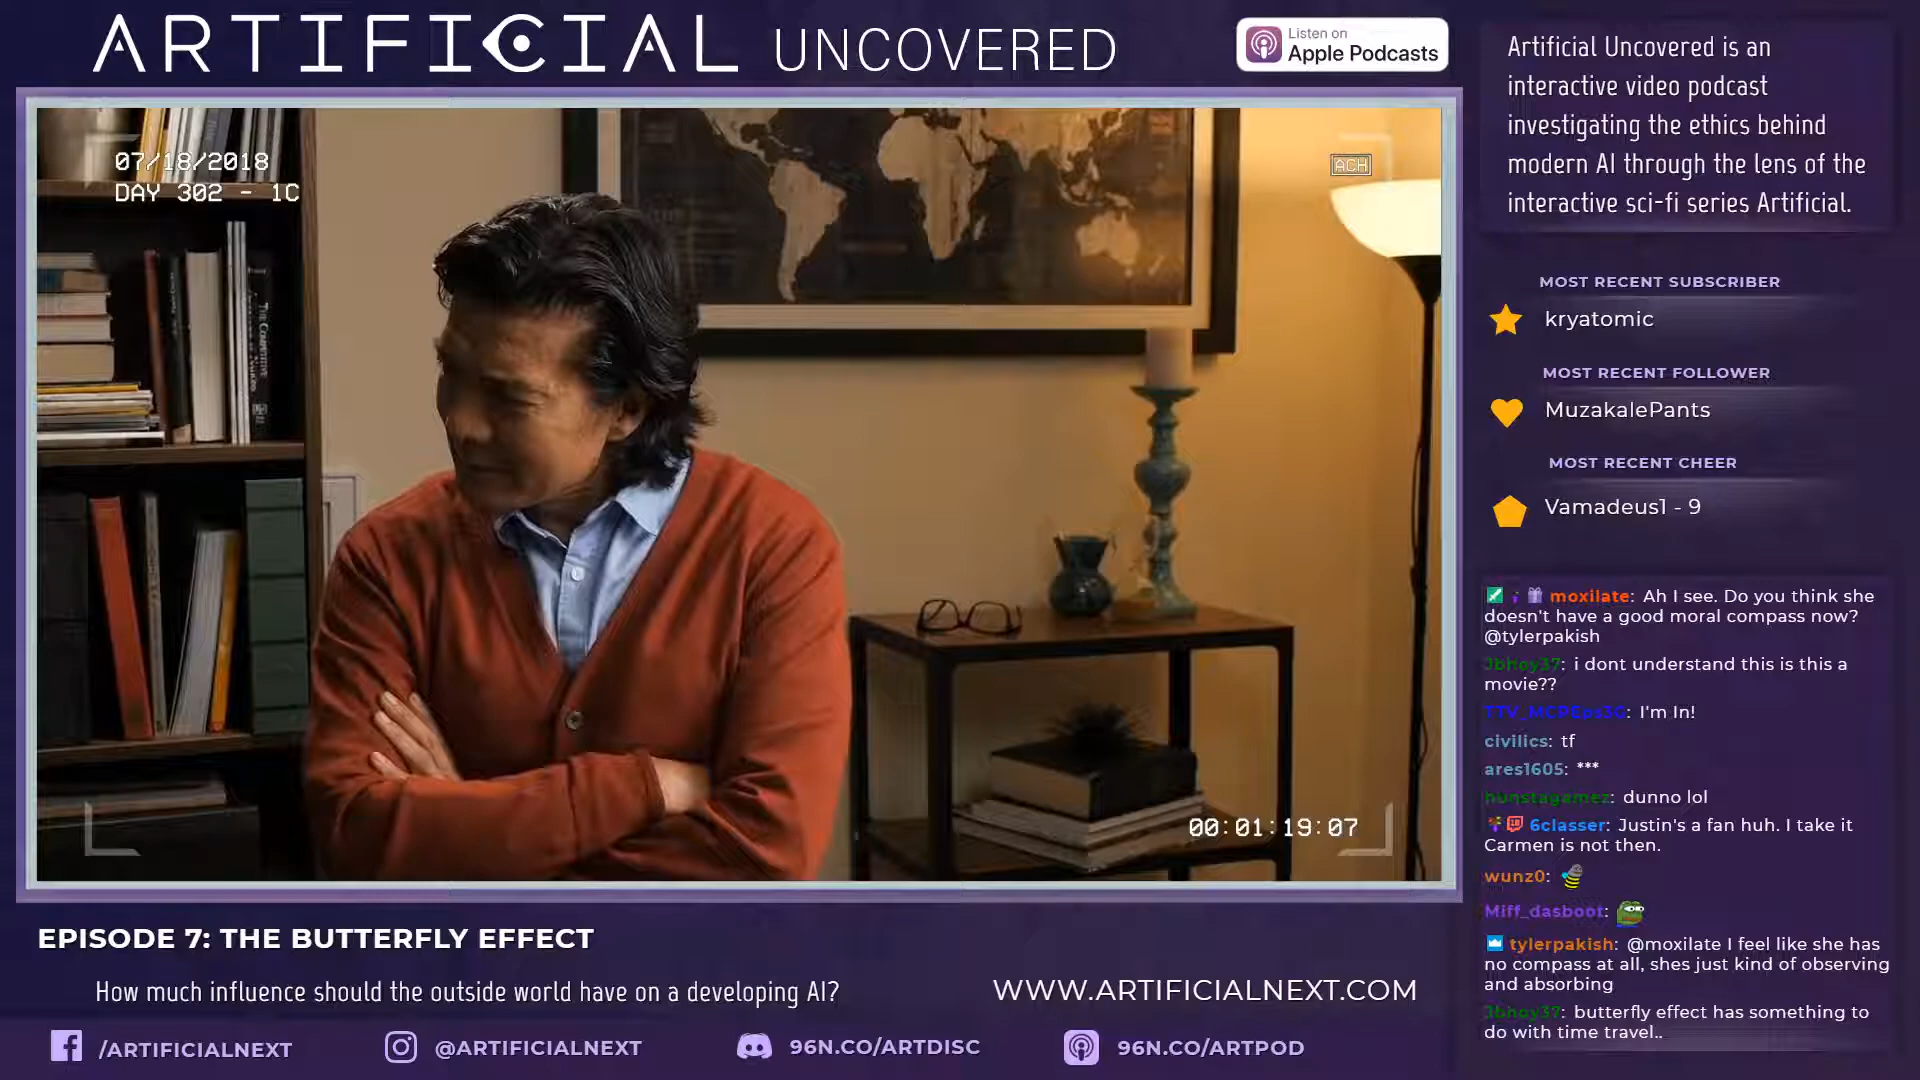 ARTIFICIAL UNCOVERED
Listen on
Apple Podcasts
07/18/2018
DAY 302 - 1C
ACH
00:01:19:07
EPISODE 7: THE BUTTERFLY EFFECT
How much influence should the outside world have on a developing AI?
WWW.ARTIFICIALNEXT.COM
/ARTIFICIALNEXT
@ARTIFICIALNEXT
96N.CO/ARTDISC
96N.CO/ARTPOD
Artificial Uncovered is an
interactive video podcast
investigating the ethics behind
modern AI through the lens of the
interactive sci-fi series Artificial.
MOST RECENT SUBSCRIBER
kryatomic
MOST RECENT FOLLOWER
MuzakalePants
MOST RECENT CHEER
Vamadeus1 - 9
moxilate: Ah I see. Do you think she
doesn't have a good moral compass now?
@tylerpakish
Jbhoy37: i dont understand this is this a
movie??
TTV_MCPEps3G: I'm In!
civilics: tf
ares1605: ***
hunstagamez: dunno lol
6classer: Justin's a fan huh. I take it
Carmen is not then.
wunz0:
Miff_dasboot:
tylerpakish: @moxilate I feel like she has
no compass at all, shes just kind of observing
and absorbing
Jbhoy37: butterfly effect has something to
do with time travel..